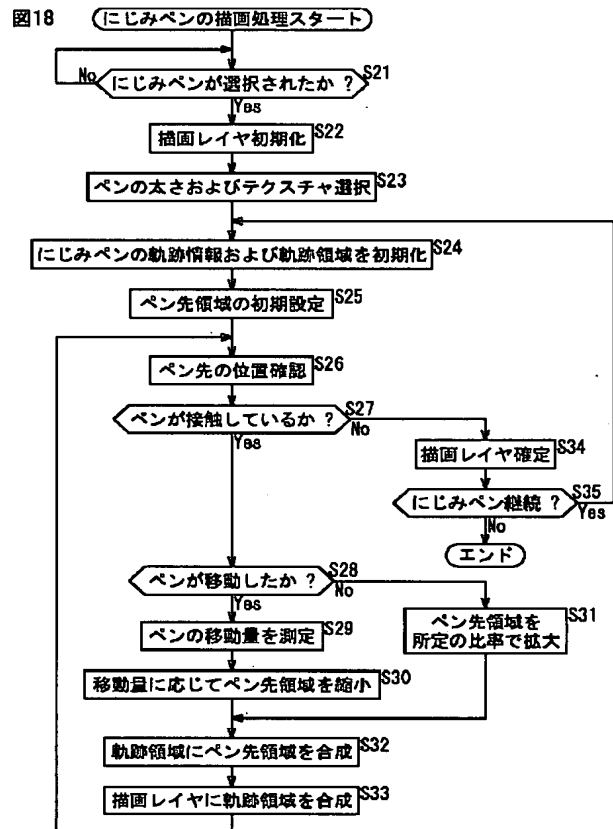 図18
にじみペンの描画処理スタート
にじみペンが選択されたか ? S21
No
Yes
描画レイヤ初期化 S22
ペンの太さおよびテクスチャ選択 S23
にじみペンの軌跡情報および軌跡領域を初期化 S24
ペン先領域の初期設定 S25
ペン先の位置確認 S26
ペンが接触しているか ? S27
No
Yes
描画レイヤ確定 S34
にじみペン継続 ? S35
Yes
No
エンド
ペンが移動したか ? S28
No
Yes
ペンの移動量を測定 S29
ペン先領域を
所定の比率で拡大 S31
移動量に応じてペン先領域を縮小 S30
軌跡領域にペン先領域を合成 S32
描画レイヤに軌跡領域を合成 S33